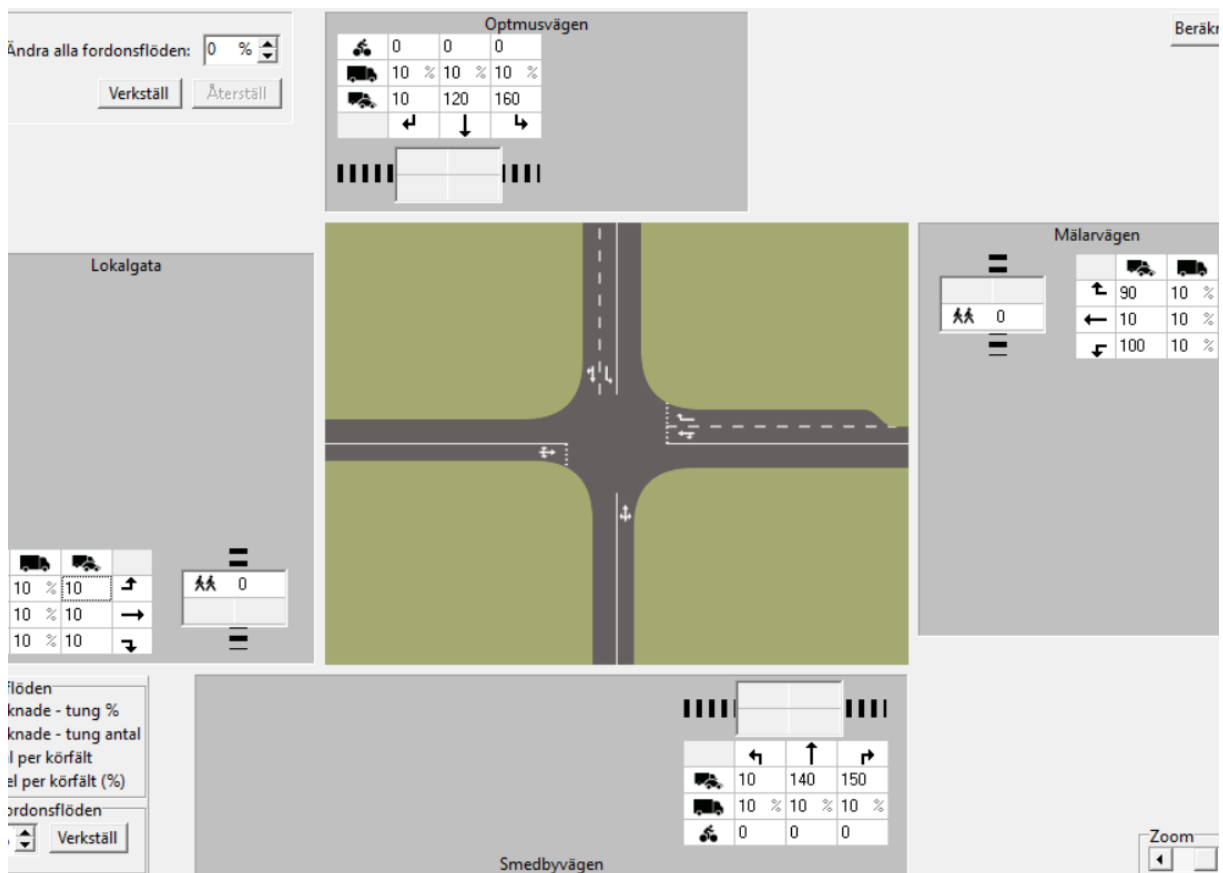 Optmusvägen
Beräkn
Ändra alla fordonsflöden: 0 %
Verkställ Återställ
0 0 0
10 % 10 % 10 %
10 120 160
Lokalgata
Mälarvägen
90 10 %
0 10 10 %
100 10 %
10 % 10 0
10 % 10
10 % 10
flöden
knade - tung %
knade - tung antal
l per körfält
el per körfält (%)
ordonsflöden
Verkställ
10 140 150
10 % 10 % 10 %
0 0 0
Smedbyvägen
Zoom